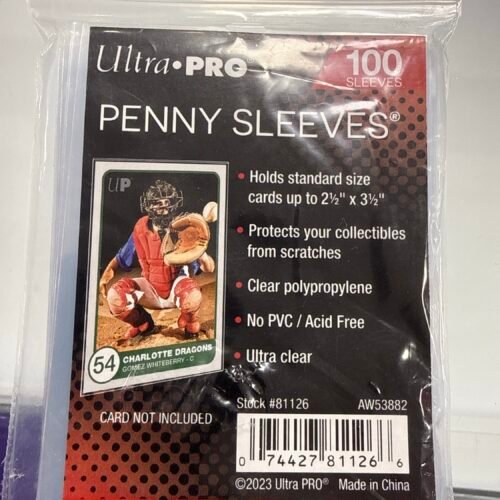 Ultra•PRO
100
SLEEVES
PENNY SLEEVES®
UP
• Holds standard size
cards up to 2½" x 3½"
• Protects your collectibles
from scratches
• Clear polypropylene
• No PVC / Acid Free
• Ultra clear
54
CHARLOTTE DRAGONS
GOMEZ WHITEBERRY - C
CARD NOT INCLUDED
Stock #81126
AW53882
0 74427 81126 6
©2023 Ultra PRO® Made in China